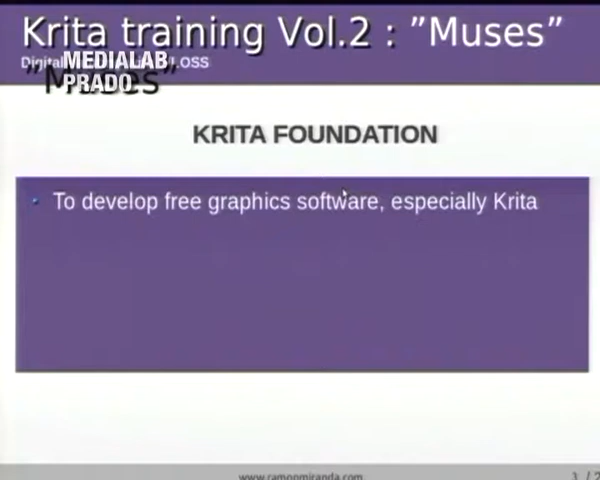 Krita training Vol.2 : ”Muses”
MEDIALAB
PRADO
”Muses”
KRITA FOUNDATION
• To develop free graphics software, especially Krita
www.ramonmiranda.com